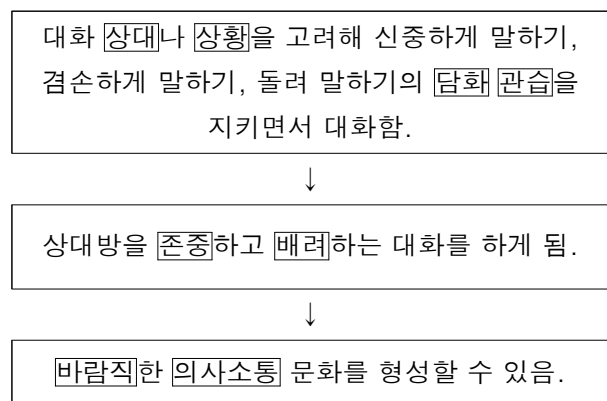 대화 상대나 상황을 고려해 신중하게 말하기,
겸손하게 말하기, 돌려 말하기의 담화 관습을
지키면서 대화함.
↓
상대방을 존중하고 배려하는 대화를 하게 됨.
↓
바람직한 의사소통 문화를 형성할 수 있음.